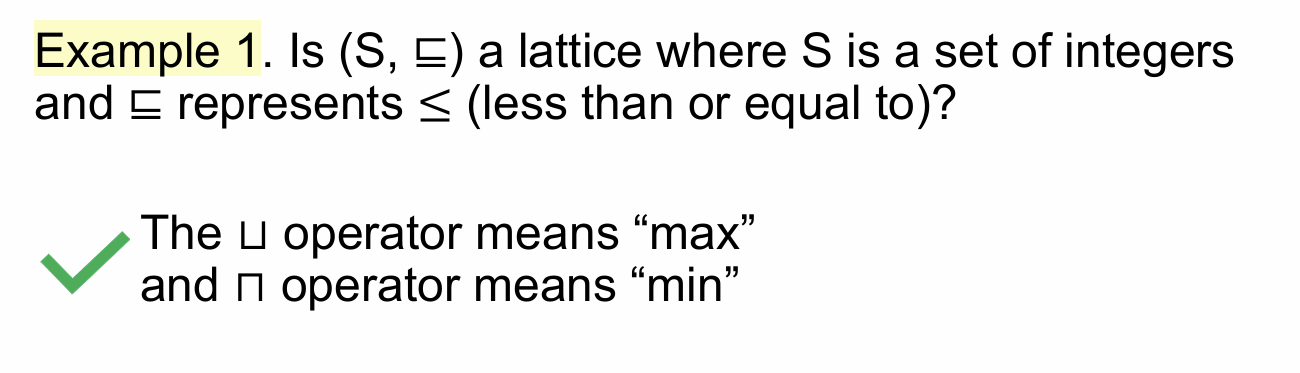 Example 1. Is (S, ⊑) a lattice where S is a set of integers
and ⊑ represents ≤ (less than or equal to)?
The ⊔ operator means “max”
and ⊓ operator means “min”